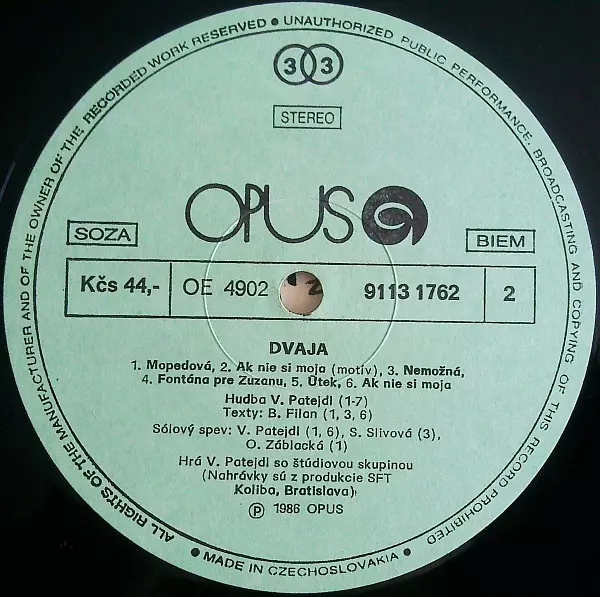 ALL RIGHTS OF THE MANUFACTURER AND OF THE OWNER OF THE RECORDED WORK RESERVED • UNAUTHORIZED PUBLIC PERFORMANCE, BROADCASTING AND COPYING OF THIS RECORD PROHIBITED
33
STEREO
OPUS
SOZA
BIEM
Kčs 44,-
OE 4902
9113 1762
2
DVAJA
1. Mopedová, 2. Ak nie si moja (motív), 3. Nemožná,
4. Fontána pre Zuzanu, 5. Útek, 6. Ak nie si moja
Hudba V. Patejdl (1-7)
Texty: B. Filan (1, 3, 6)
Sólový spev: V. Patejdl (1, 6), S. Slivová (3),
O. Záblacká (1)
Hrá V. Patejdl so štúdiovou skupinou
(Nahrávky sú z produkcie SFT
Koliba, Bratislava)
Ⓟ 1986 OPUS
• MADE IN CZECHOSLOVAKIA •